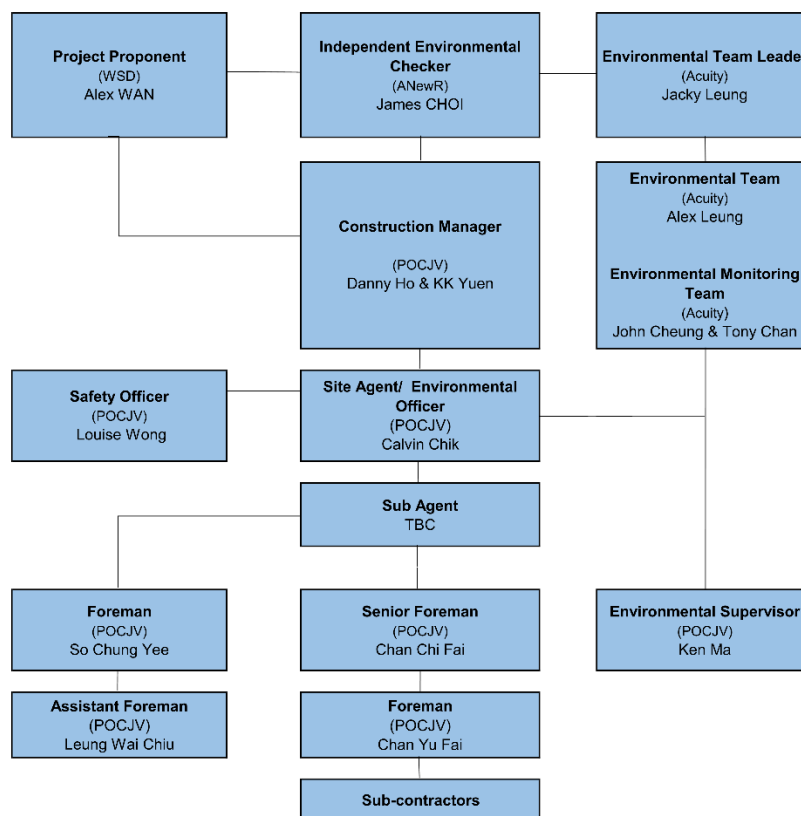 Project Proponent
(WSD)
Alex WAN
Independent Environmental
Checker
(ANewR)
James CHOI
Environmental Team Leade
(Acuity)
Jacky Leung
Construction Manager
(POCJV)
Danny Ho & KK Yuen
Environmental Team
(Acuity)
Alex Leung
Environmental Monitoring
Team
(Acuity)
John Cheung & Tony Chan
Safety Officer
(POCJV)
Louise Wong
Site Agent/ Environmental
Officer
(POCJV)
Calvin Chik
Sub Agent
TBC
Foreman
(POCJV)
So Chung Yee
Senior Foreman
(POCJV)
Chan Chi Fai
Environmental Supervisor
(POCJV)
Ken Ma
Assistant Foreman
(POCJV)
Leung Wai Chiu
Foreman
(POCJV)
Chan Yu Fai
Sub-contractors